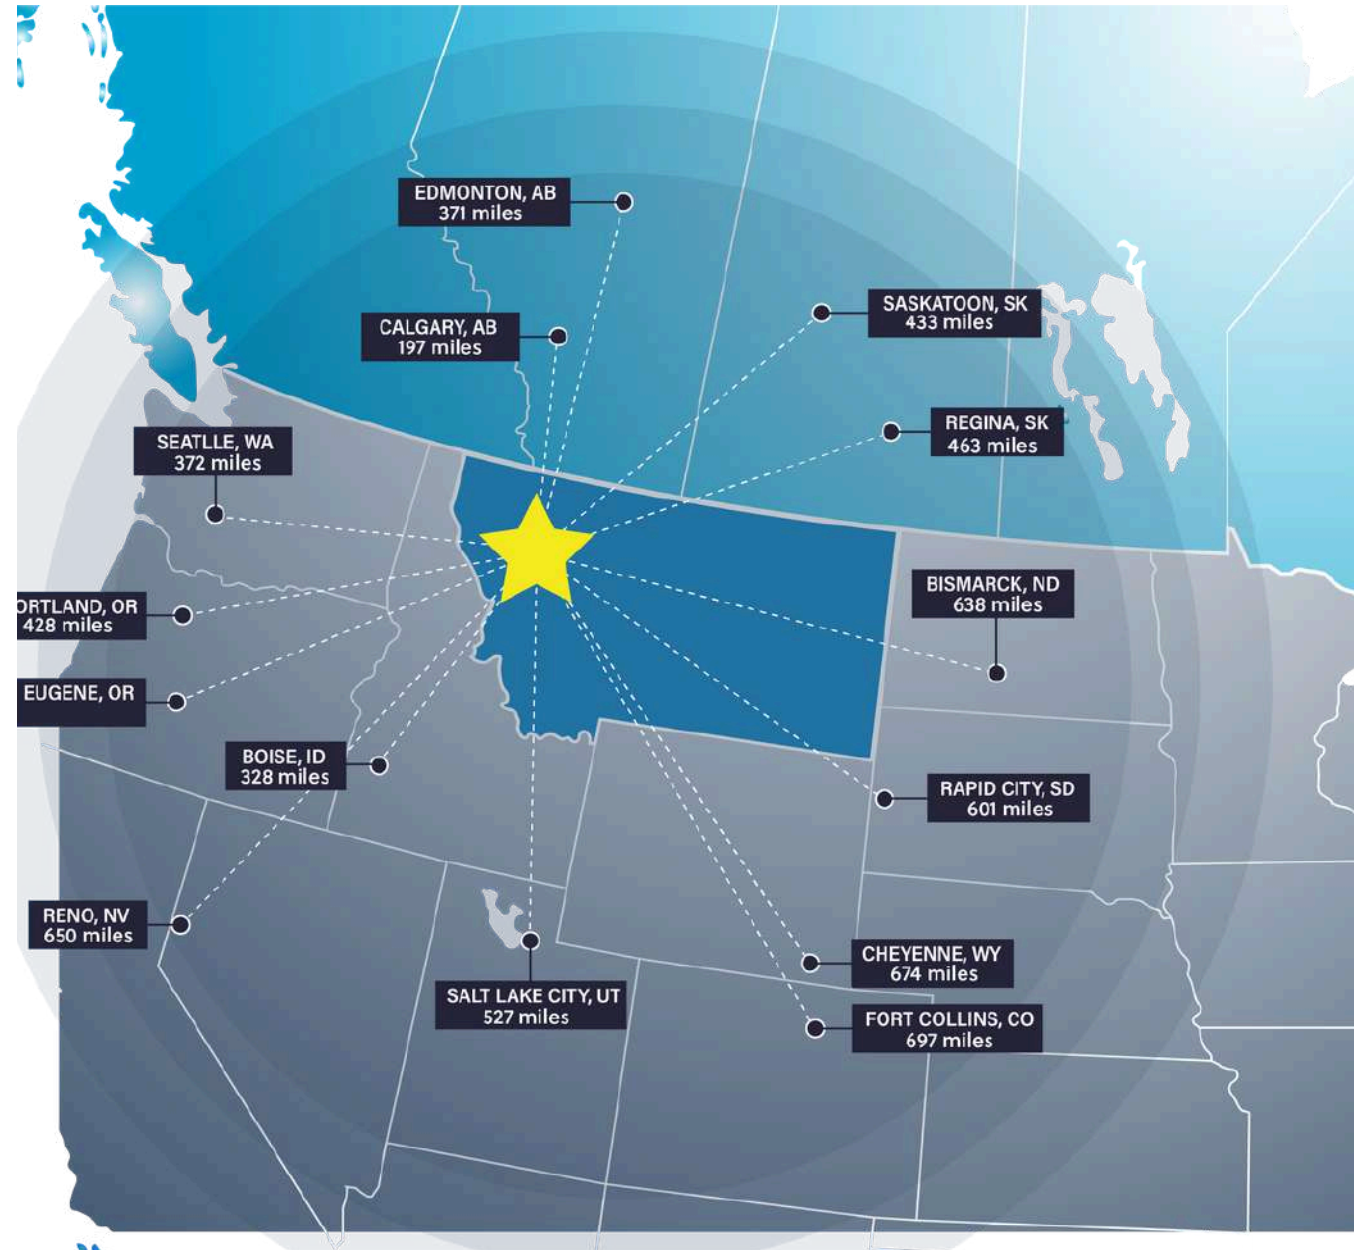 EDMONTON, AB
371 miles
SASKATOON, SK
433 miles
CALGARY, AB
197 miles
REGINA, SK
463 miles
SEATLLE, WA
372 miles
BISMARCK, ND
638 miles
ORTLAND, OR
428 miles
EUGENE, OR
BOISE, ID
328 miles
RAPID CITY, SD
601 miles
RENO, NV
650 miles
CHEYENNE, WY
674 miles
SALT LAKE CITY, UT
527 miles
FORT COLLINS, CO
697 miles